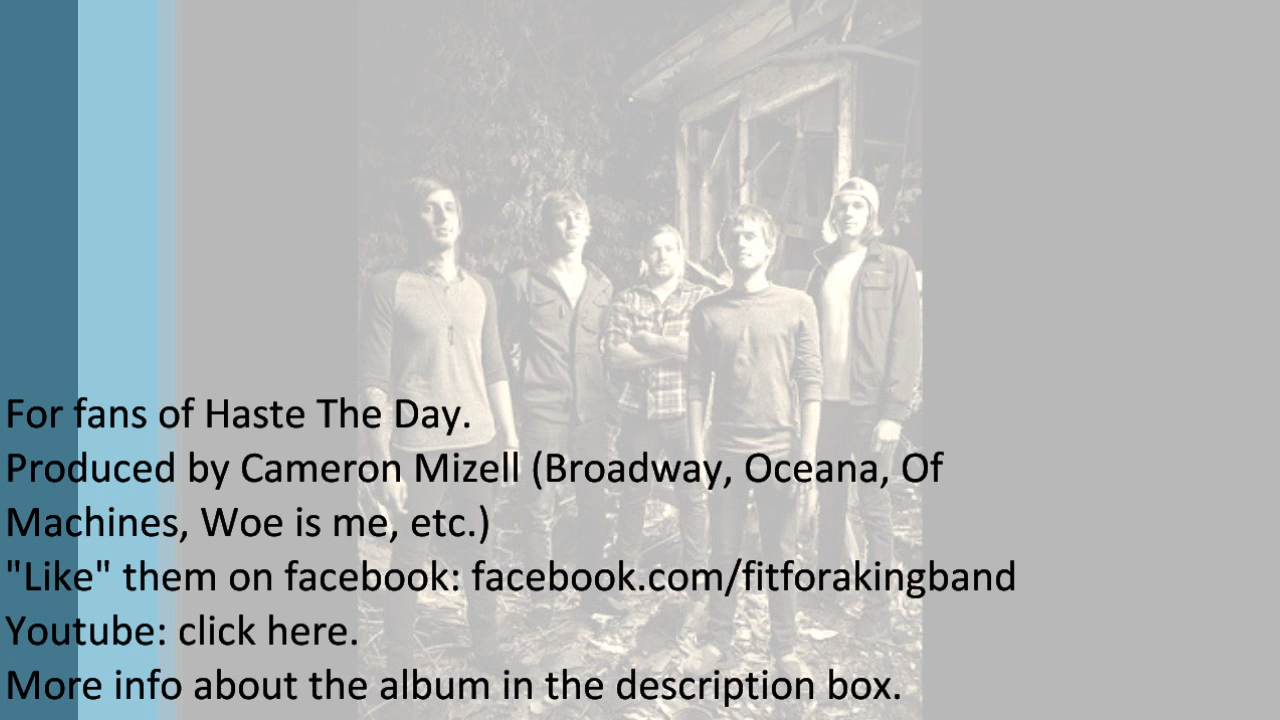 For fans of Haste The Day.
Produced by Cameron Mizell (Broadway, Oceana, Of
Machines, Woe is me, etc.)
"Like" them on facebook: facebook.com/fitforakingband
Youtube: click here.
More info about the album in the description box.